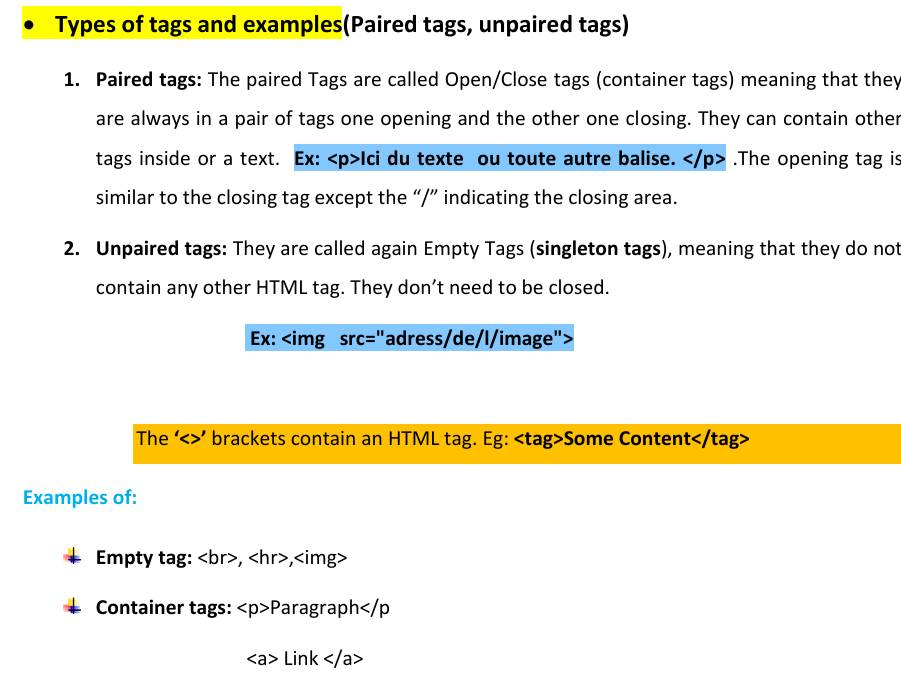 • Types of tags and examples(Paired tags, unpaired tags)
1. Paired tags: The paired Tags are called Open/Close tags (container tags) meaning that they
are always in a pair of tags one opening and the other one closing. They can contain other
tags inside or a text. Ex: <p>Ici du texte ou toute autre balise. </p> .The opening tag is
similar to the closing tag except the “/” indicating the closing area.
2. Unpaired tags: They are called again Empty Tags (singleton tags), meaning that they do not
contain any other HTML tag. They don’t need to be closed.
Ex: <img src="adress/de/l/image">
The ‘<>’ brackets contain an HTML tag. Eg: <tag>Some Content</tag>
Examples of:
Empty tag: <br>, <hr>,<img>
Container tags: <p>Paragraph</p
<a> Link </a>